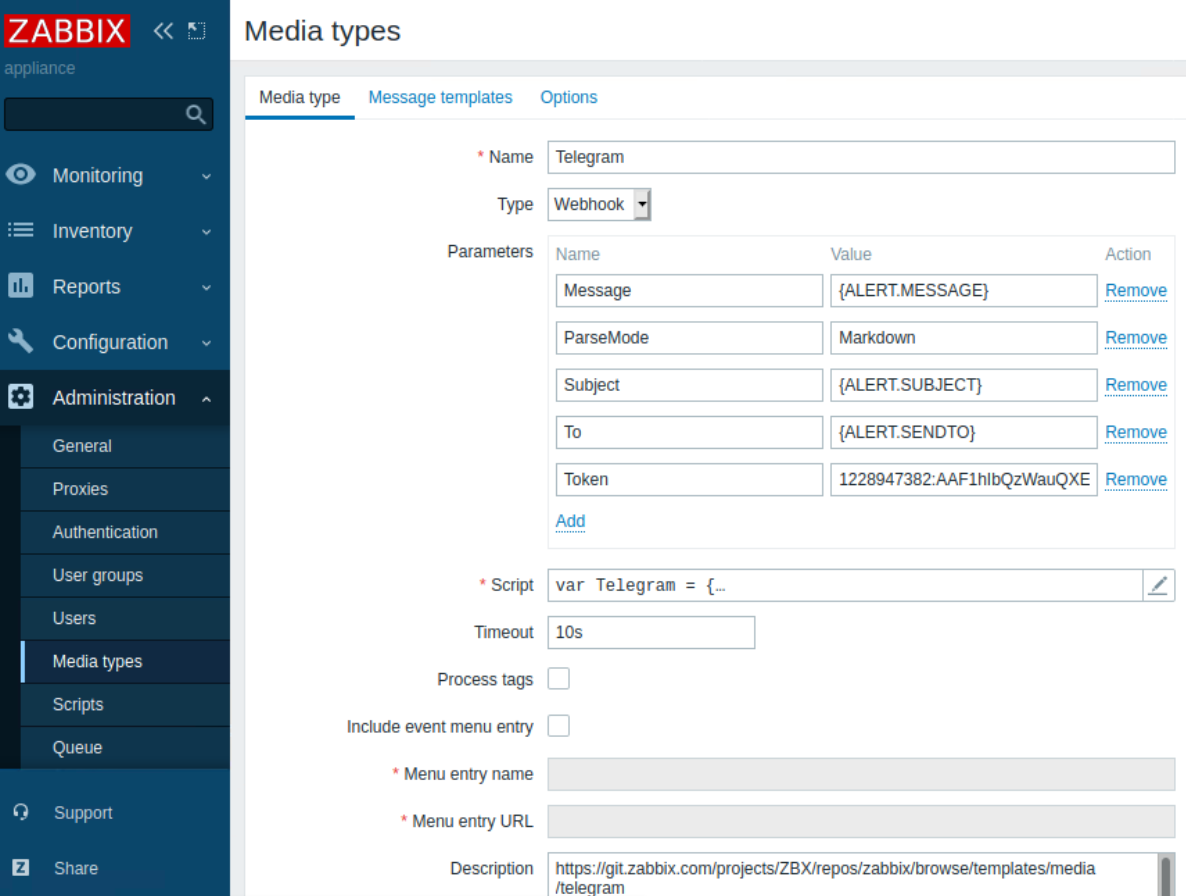 ZABBIX
appliance
Monitoring
Inventory
Reports
Configuration
Administration
General
Proxies
Authentication
User groups
Users
Media types
Scripts
Queue
Support
Z Share
Media types
Media type Message templates Options
* Name Telegram
Type Webhook
Parameters Name Value Action
Message {ALERT.MESSAGE} Remove
ParseMode Markdown Remove
Subject {ALERT.SUBJECT} Remove
To {ALERT.SENDTO} Remove
Token 1228947382:AAF1hIbQzWauQXE Remove
Add
* Script var Telegram = {…
Timeout 10s
Process tags
Include event menu entry
* Menu entry name
* Menu entry URL
Description https://git.zabbix.com/projects/ZBX/repos/zabbix/browse/templates/media
/telegram